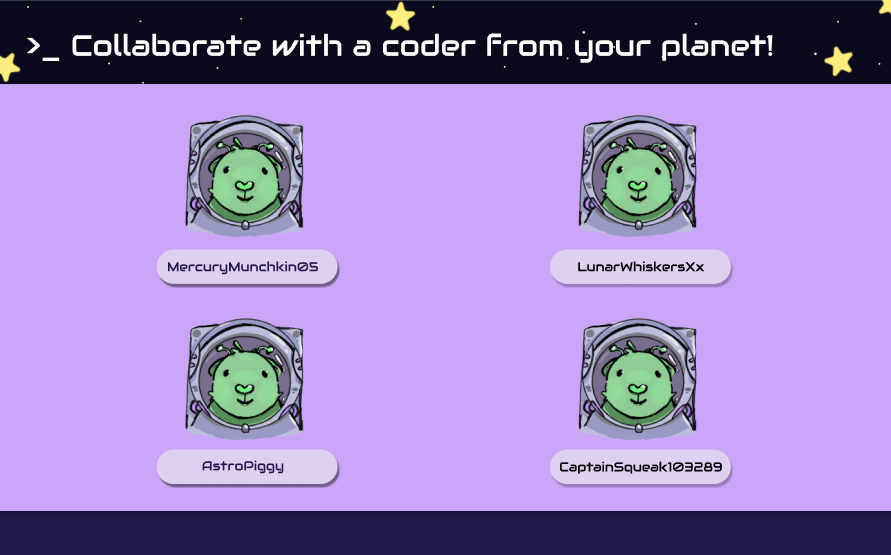 >_ Collaborate with a coder from your planet!
MercuryMunchkin05
LunarWhiskersXx
AstroPiggy
CaptainSqueak103289